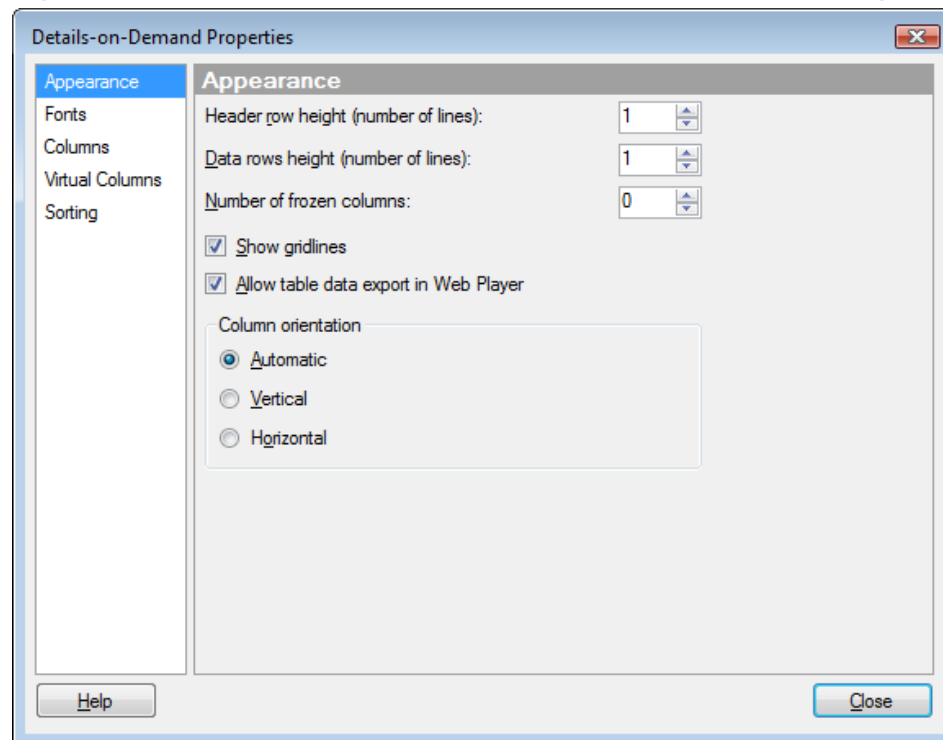 Details-on-Demand Properties
Appearance
Fonts
Columns
Virtual Columns
Sorting
Appearance
Header row height (number of lines): 1
Data rows height (number of lines): 1
Number of frozen columns: 0
Show gridlines
Allow table data export in Web Player
Column orientation
Automatic
Vertical
Horizontal
Help
Close